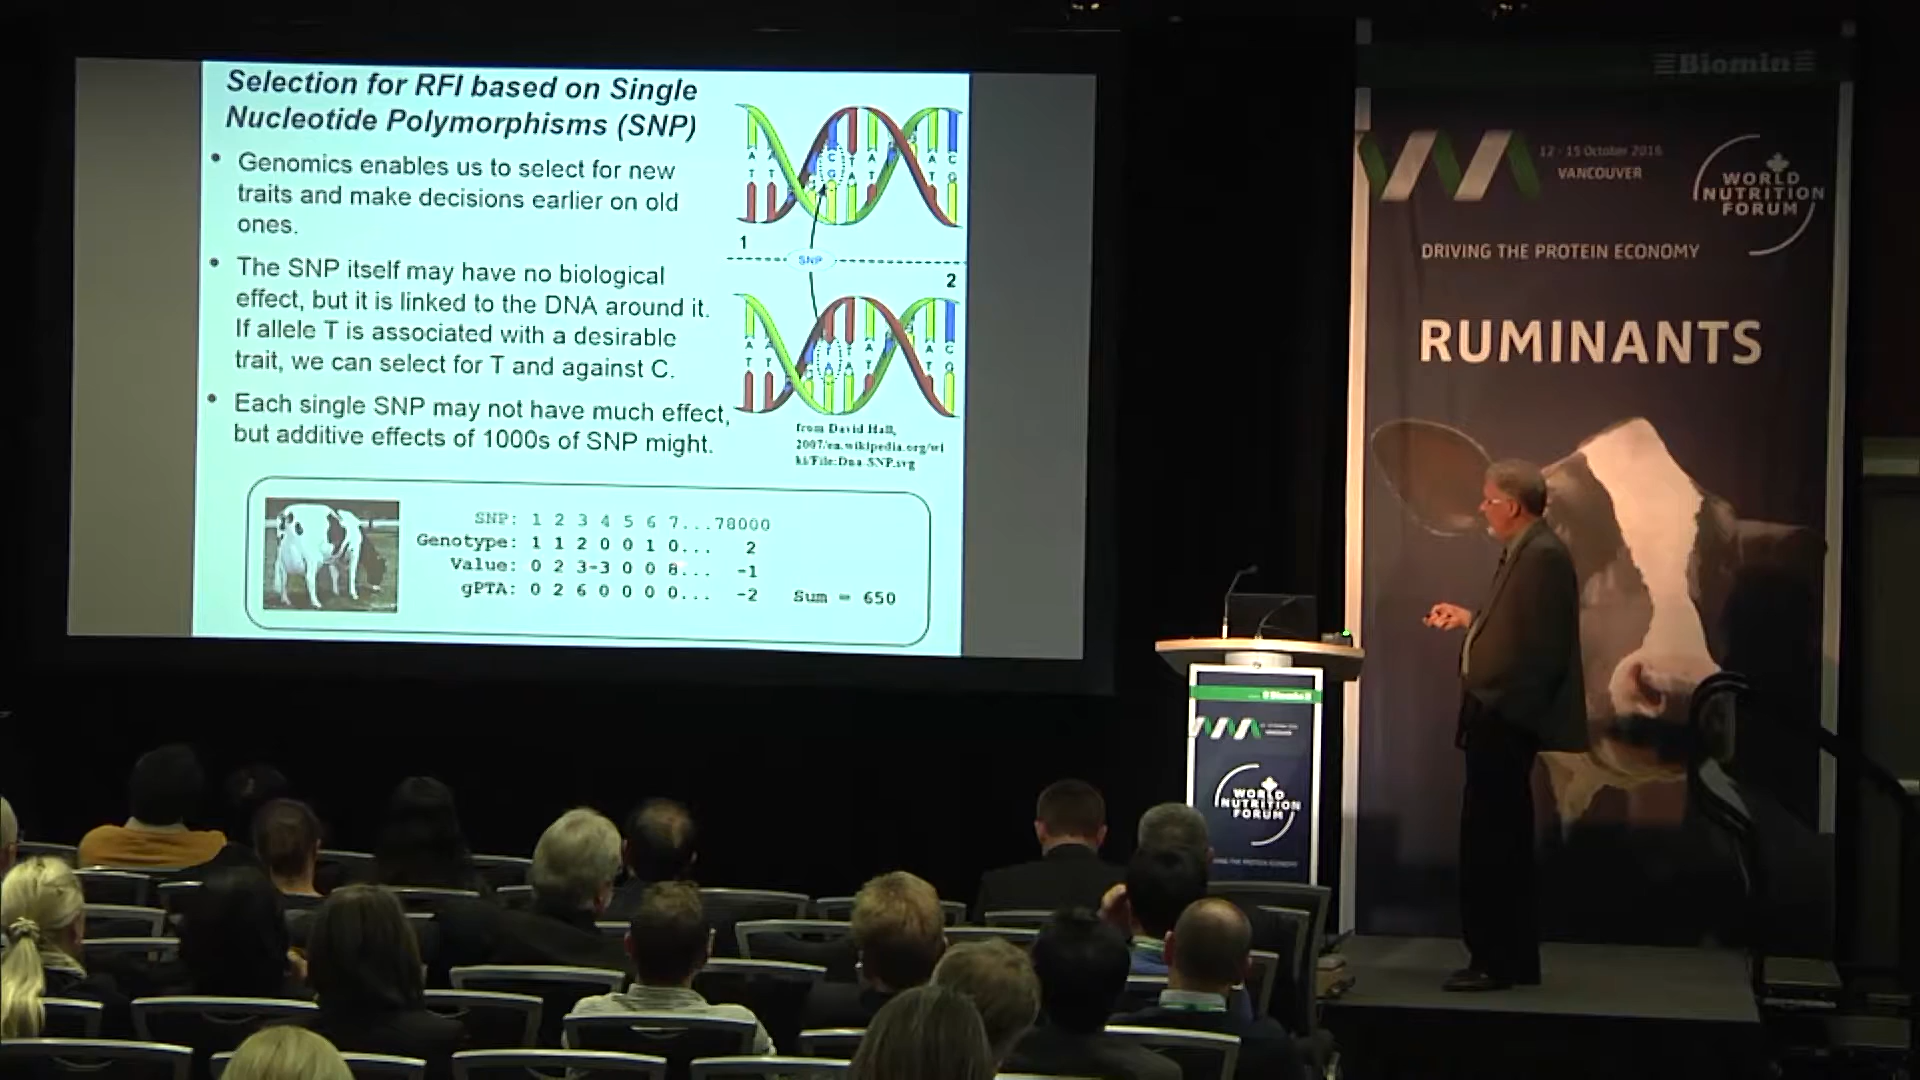 Selection for RFI based on Single
Nucleotide Polymorphisms (SNP)
• Genomics enables us to select for new
traits and make decisions earlier on old
ones.
• The SNP itself may have no biological
effect, but it is linked to the DNA around it.
If allele T is associated with a desirable
trait, we can select for T and against C.
• Each single SNP may not have much effect,
but additive effects of 1000s of SNP might.
1
SNP
2
from David Hall,
2007/en.wikipedia.org/wi
ki/File:Dna-SNP.svg
SNP: 1 2 3 4 5 6 7...78000
Genotype: 1 1 2 0 0 1 0... 2
Value: 0 2 3-3 0 0 8... -1
gPTA: 0 2 6 0 0 0 0... -2 Sum = 650
Biomin
12 - 15 October 2016
VANCOUVER
WORLD
NUTRITION
FORUM
DRIVING THE PROTEIN ECONOMY
RUMINANTS
Biomin
WORLD
NUTRITION
FORUM